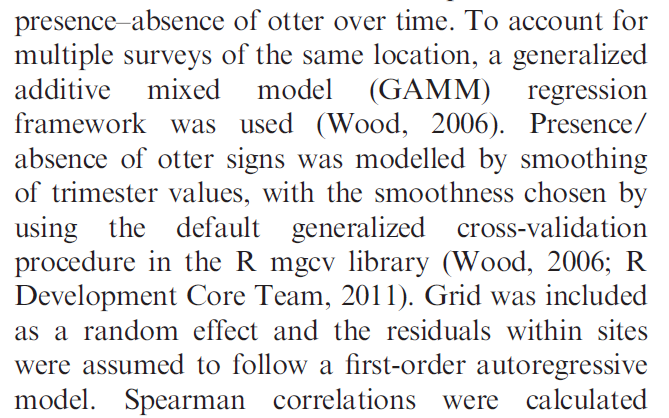 presence–absence of otter over time. To account for
multiple surveys of the same location, a generalized
additive mixed model (GAMM) regression
framework was used (Wood, 2006). Presence/
absence of otter signs was modelled by smoothing
of trimester values, with the smoothness chosen by
using the default generalized cross-validation
procedure in the R mgcv library (Wood, 2006; R
Development Core Team, 2011). Grid was included
as a random effect and the residuals within sites
were assumed to follow a first-order autoregressive
model. Spearman correlations were calculated